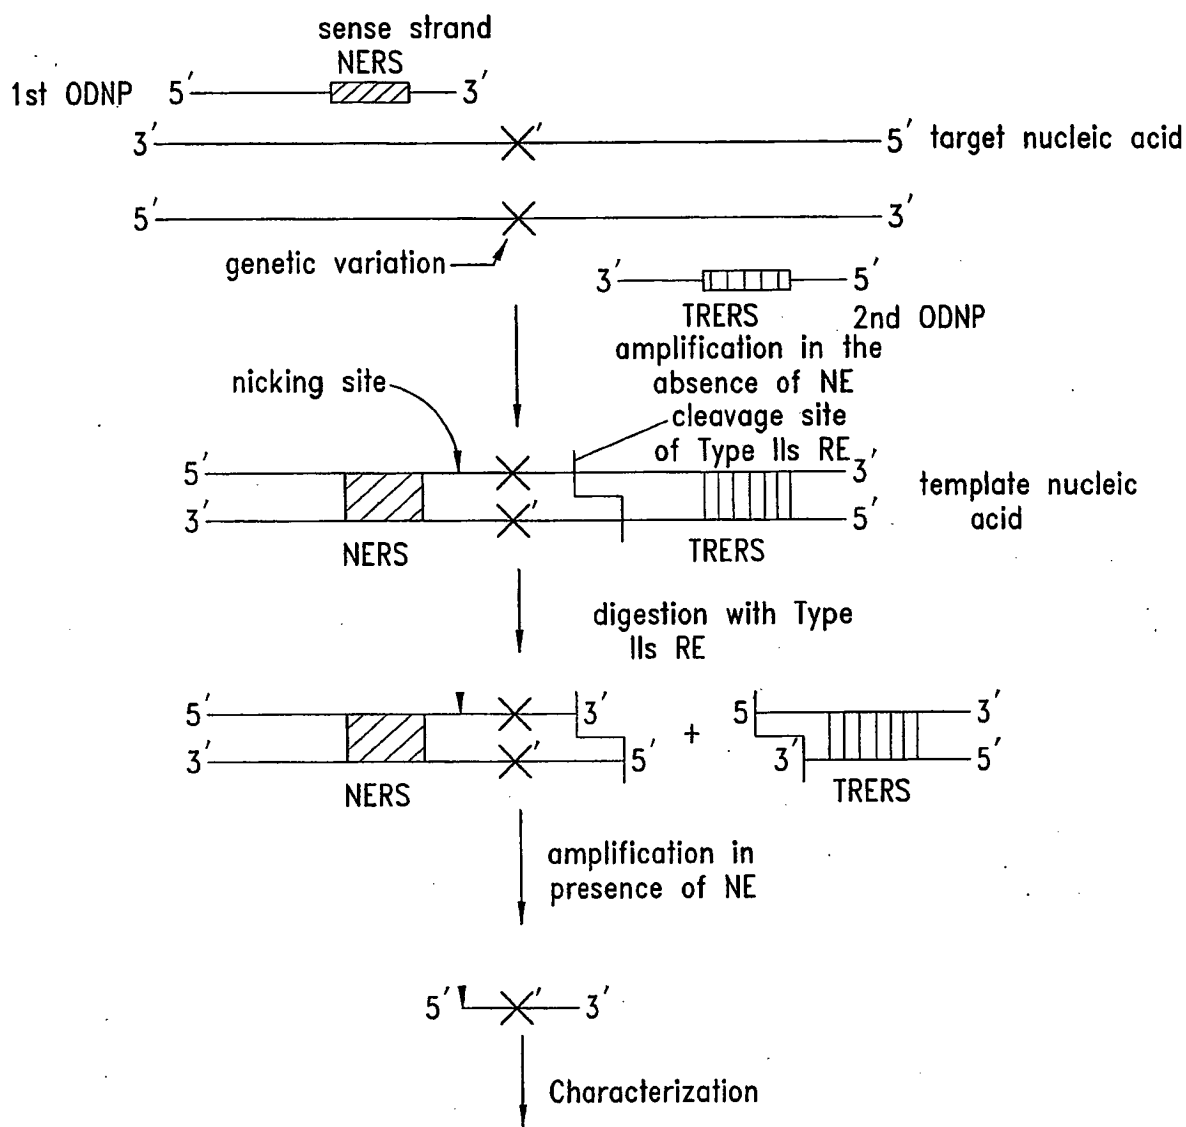 sense strand
NERS
1st ODNP 5′ 3′
3′ ′ 5′ target nucleic acid
5′ 3′
genetic variation
3′ 5′
TRERS 2nd ODNP
amplification in the
absence of NE
nicking site
cleavage site
of Type IIs RE
5′ 3′
template nucleic
acid
3′ ′ 5′
NERS TRERS
digestion with Type
IIs RE
5′ 3′ 5 3′
+
3′ ′ 5′ 3′ 5′
NERS TRERS
amplification in
presence of NE
5′ ′ 3′
Characterization